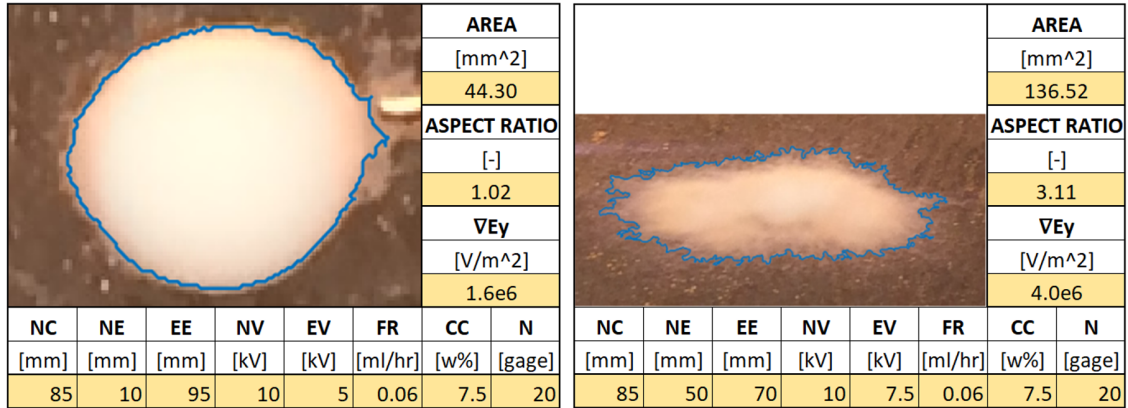 AREA
[mm^2]
44.30
ASPECT RATIO
[-]
1.02
∇Ey
[V/m^2]
1.6e6
NC NE EE NV EV FR CC N
[mm] [mm] [mm] [kV] [kV] [ml/hr] [w%] [gage]
85 10 95 10 5 0.06 7.5 20
AREA
[mm^2]
136.52
ASPECT RATIO
[-]
3.11
∇Ey
[V/m^2]
4.0e6
NC NE EE NV EV FR CC N
[mm] [mm] [mm] [kV] [kV] [ml/hr] [w%] [gage]
85 50 70 10 7.5 0.06 7.5 20